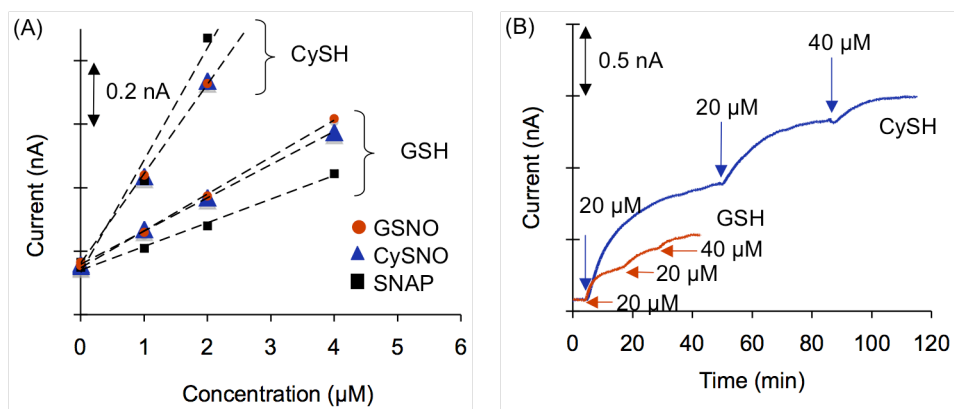 (A)
CySH
0.2 nA
GSH
GSNO
CySNO
SNAP
Current (nA)
0 1 2 3 4 5 6
Concentration (µM)
(B)
0.5 nA
40 µM
20 µM
CySH
20 µM
GSH
40 µM
20 µM
20 µM
Current (nA)
0 20 40 60 80 100 120
Time (min)